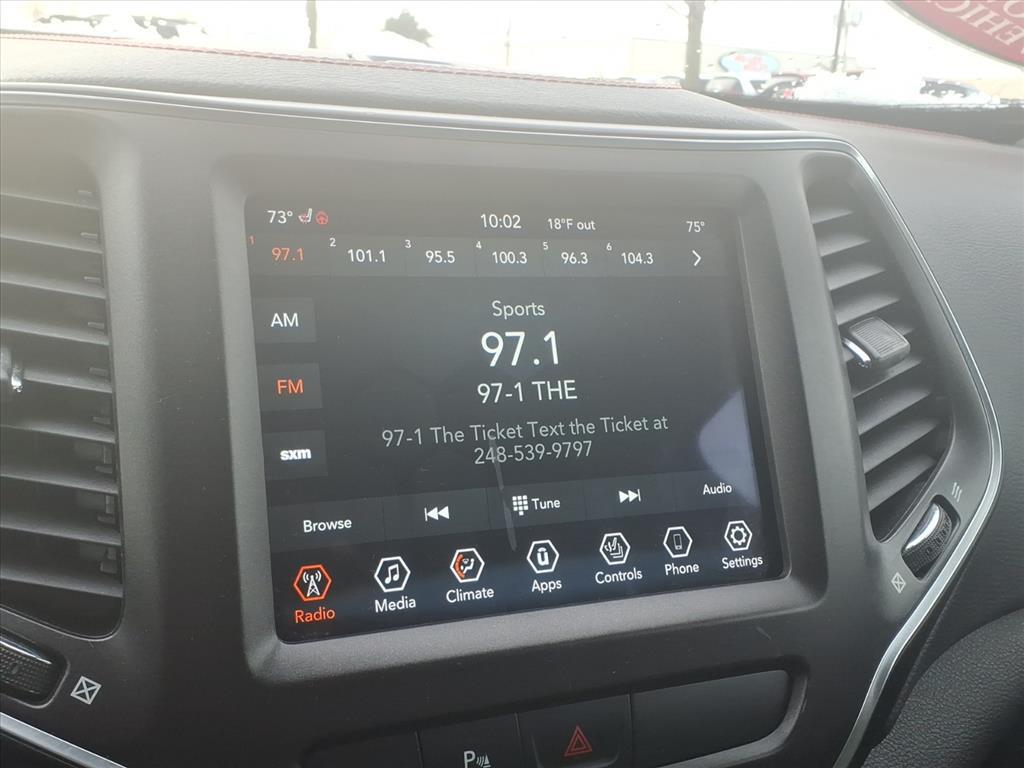 VEHIC
73° 10:02 18°F out 75°
1 97.1 2 101.1 3 95.5 4 100.3 5 96.3 6 104.3
AM
FM
sxm
Sports
97.1
97-1 THE
97-1 The Ticket Text the Ticket at
248-539-9797
Browse Tune Audio
Radio Media Climate Apps Controls Phone Settings
P